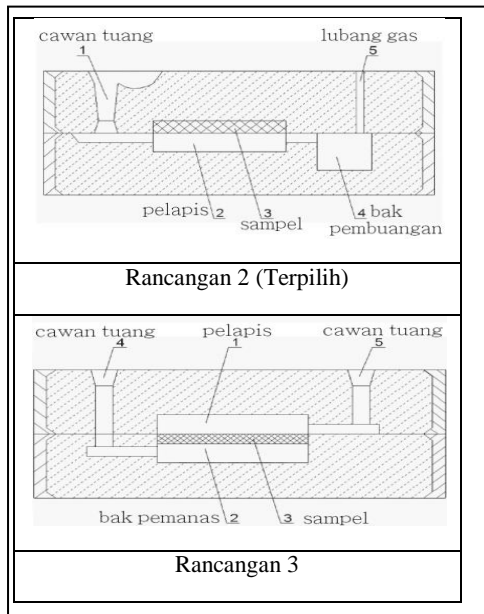 cawan tuang lubang gas
1 5
pelapis 2 3 4 bak
sampel pembuangan
Rancangan 2 (Terpilih)
cawan tuang pelapis cawan tuang
4 1 5
bak pemanas 2 3 sampel
Rancangan 3